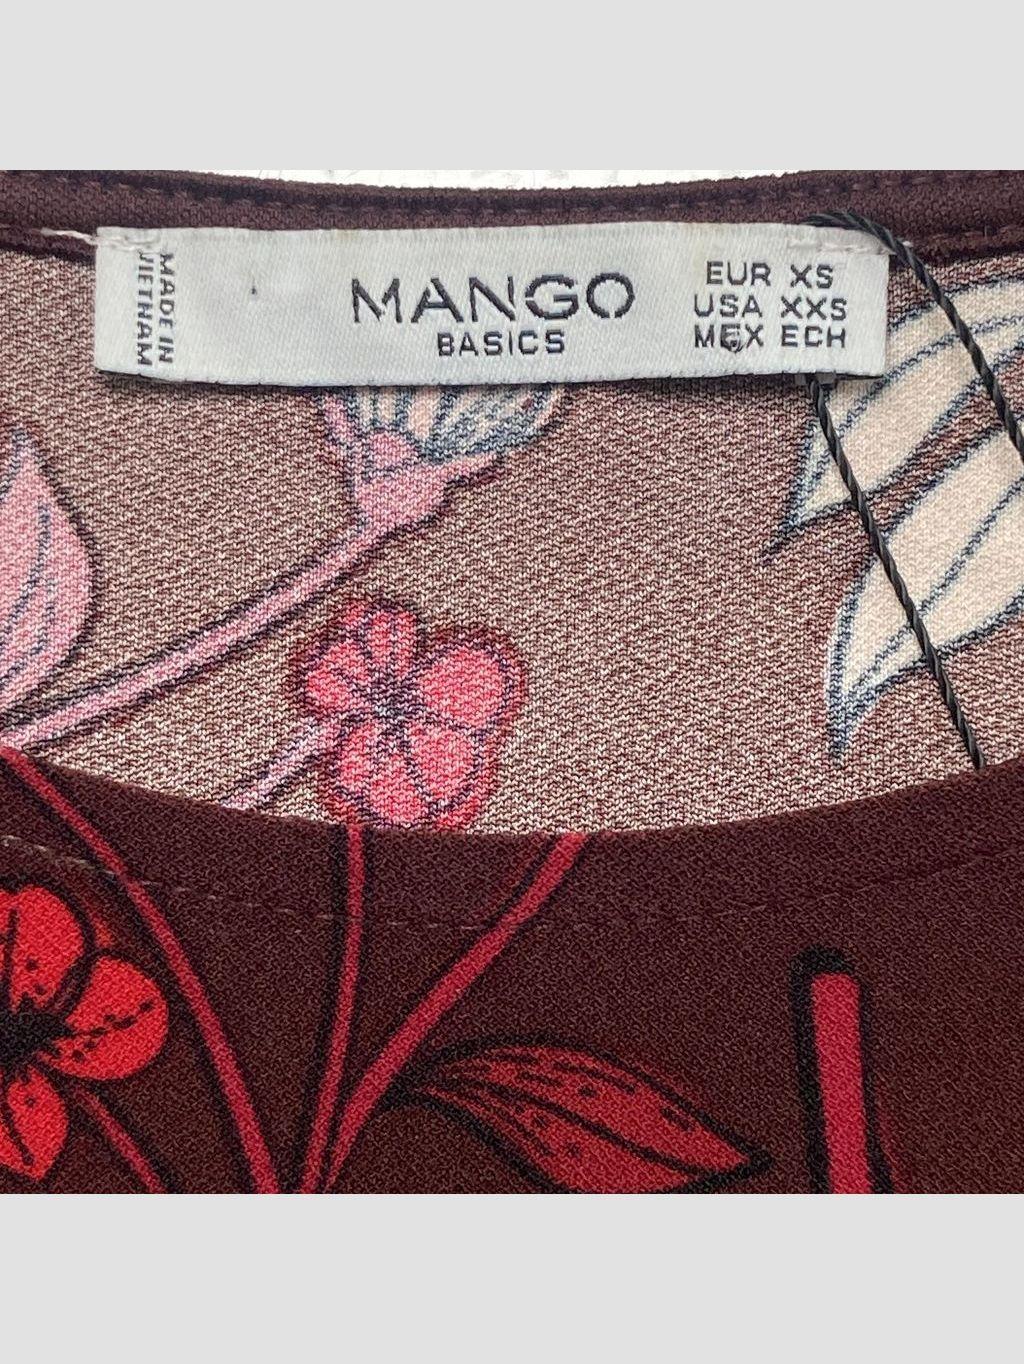 MADE IN
VIETNAM
MANGO
BASICS
EUR XS
USA XXS
MEX ECH